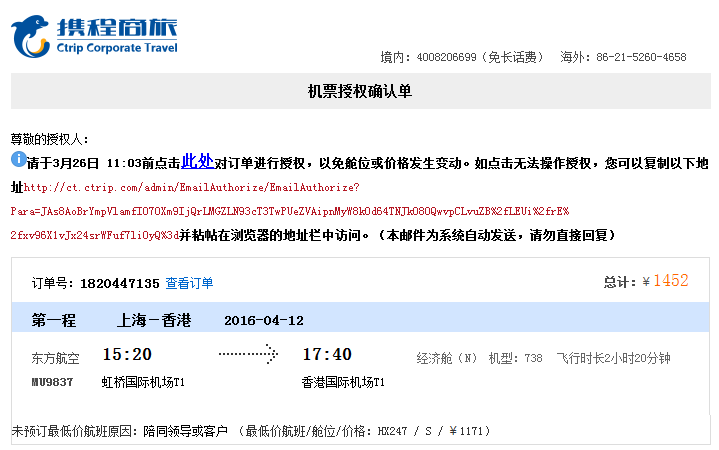 携程商旅
Ctrip Corporate Travel
境内：4008206699（免长话费） 海外：86-21-5260-4658
机票授权确认单
尊敬的授权人：
请于3月26日 11:03前点击此处对订单进行授权，以免舱位或价格发生变动。如点击无法操作授权，您可以复制以下地
址http://ct.ctrip.com/admin/EmailAuthorize/EmailAuthorize?
Para=JAs8AoBrYmpVlamfIO7OXm9IjQrLMGZLN93cT3TwPUeZVAipnMyW8kOd64TNJkO8OQwvpCLvuZB%2fLEUi%2frE%
2fxv96X1vJx24srWFuf7liOyQ%3d并粘帖在浏览器的地址栏中访问。（本邮件为系统自动发送，请勿直接回复）
订单号：1820447135 查看订单 总计：￥1452
第一程 上海－香港 2016-04-12
东方航空 15:20 17:40 经济舱（N） 机型：738 飞行时长2小时20分钟
MU9837 虹桥国际机场T1 香港国际机场T1
未预订最低价航班原因：陪同领导或客户 （最低价航班/舱位/价格：HX247 / S / ￥1171）